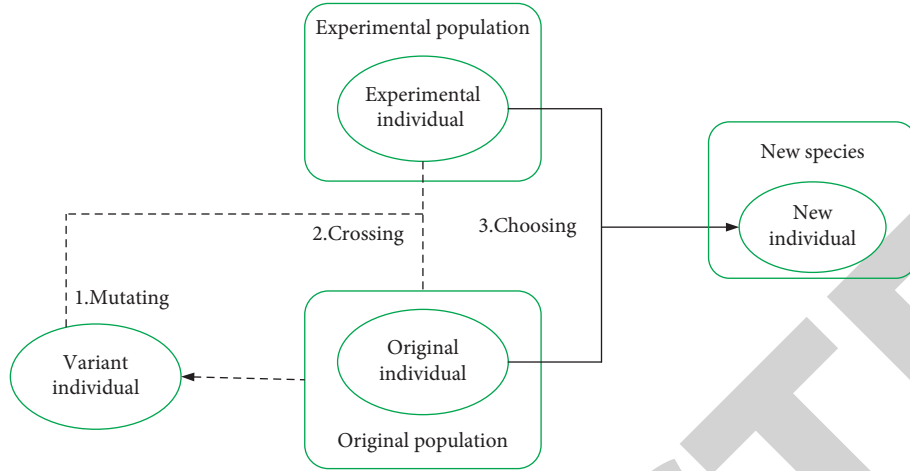 Experimental population
Experimental
individual
New species
New
individual
2.Crossing
3.Choosing
1.Mutating
Variant
individual
Original
individual
Original population